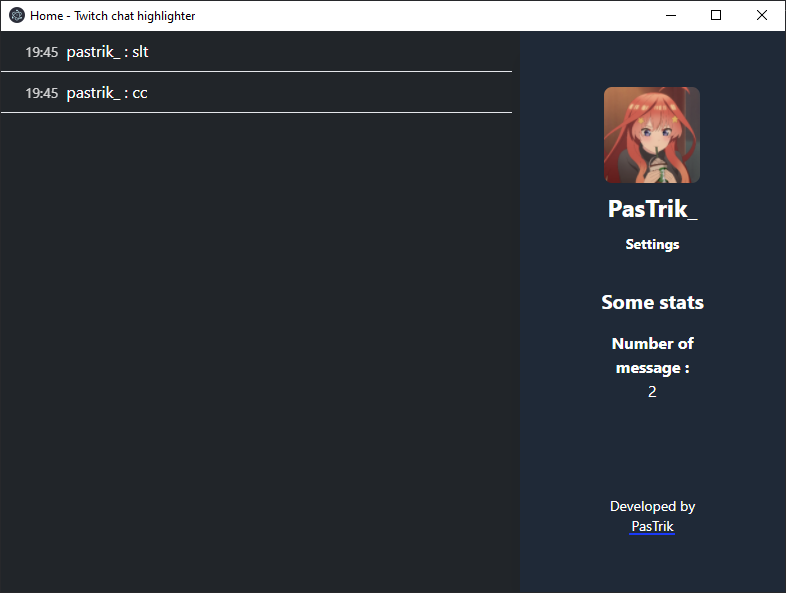 Home - Twitch chat highlighter
19:45 pastrik_ : slt
19:45 pastrik_ : cc
PasTrik_
Settings
Some stats
Number of
message :
2
Developed by
PasTrik